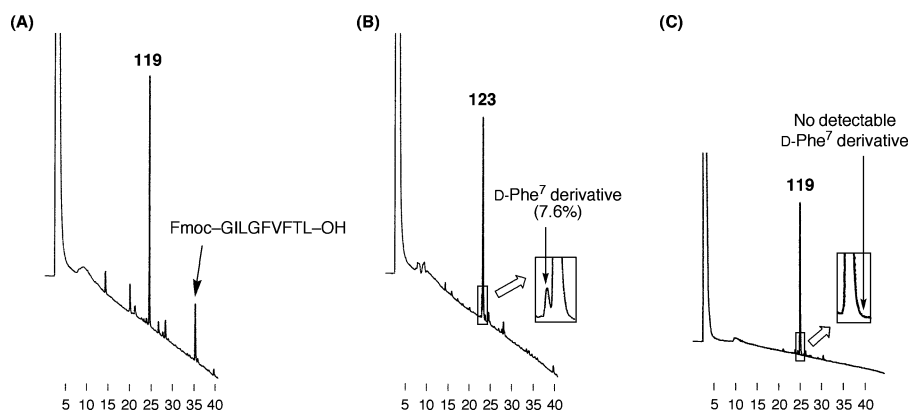 (A)
119
Fmoc–GILGFVFTL–OH
5 10 15 20 25 30 35 40
(B)
123
D-Phe7 derivative
(7.6%)
5 10 15 20 25 30 35 40
(C)
No detectable
D-Phe7 derivative
119
5 10 15 20 25 30 35 40